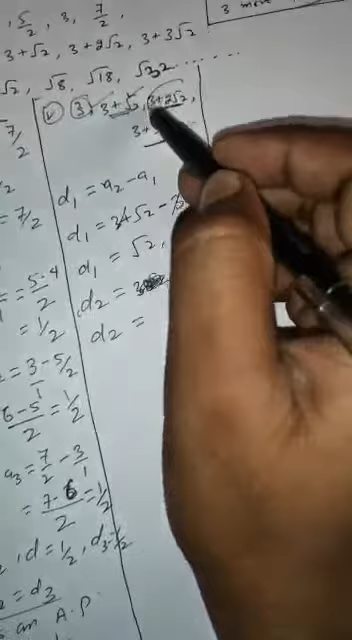 , 5/2, 3, 7/2,
3 more
3+√2, 3+2√2, 3+3√2
√2, √8, √18, √32 ........
(v) 3, 3+√2, 3+2√2,
3+
7/2
d₁ = a₂ - a₁
= 7/2
d₁ = 3+√2 -
d₁ = √2,
= 5-4/2
d₂ =
= 1/2
d₂ =
= 3 - 5/2
6-5/2 = 1/2
a₃ = 7/2 - 3/1
= 7-6/2 = 1/2
, d = 1/2, d₃ = 1/2
= d₃
an A.P